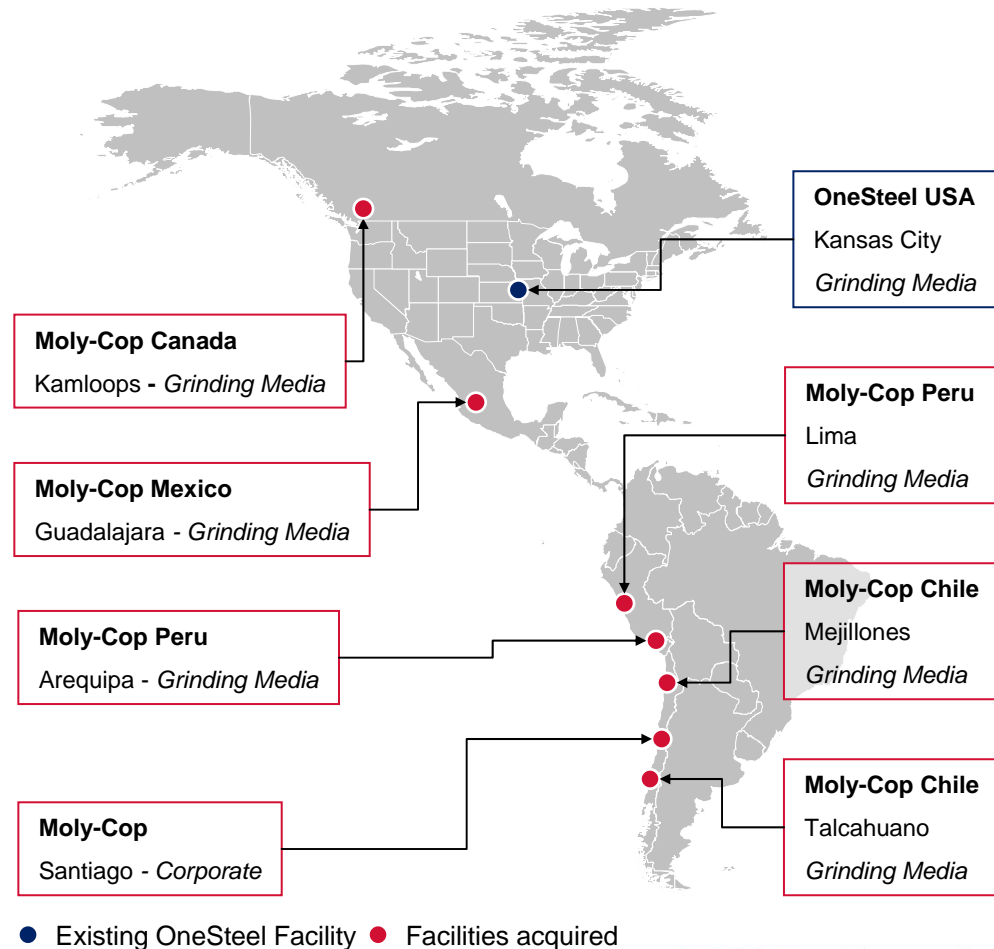 OneSteel USA
Kansas City
Grinding Media
Moly-Cop Canada
Kamloops - Grinding Media
Moly-Cop Peru
Lima
Grinding Media
Moly-Cop Mexico
Guadalajara - Grinding Media
Moly-Cop Chile
Mejillones
Grinding Media
Moly-Cop Peru
Arequipa - Grinding Media
Moly-Cop Chile
Talcahuano
Grinding Media
Moly-Cop
Santiago - Corporate
Existing OneSteel Facility Facilities acquired